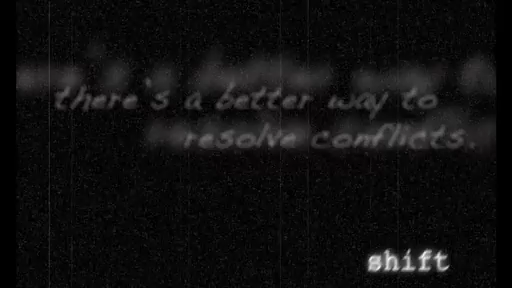 there's a better way to
resolve conflicts.
shift